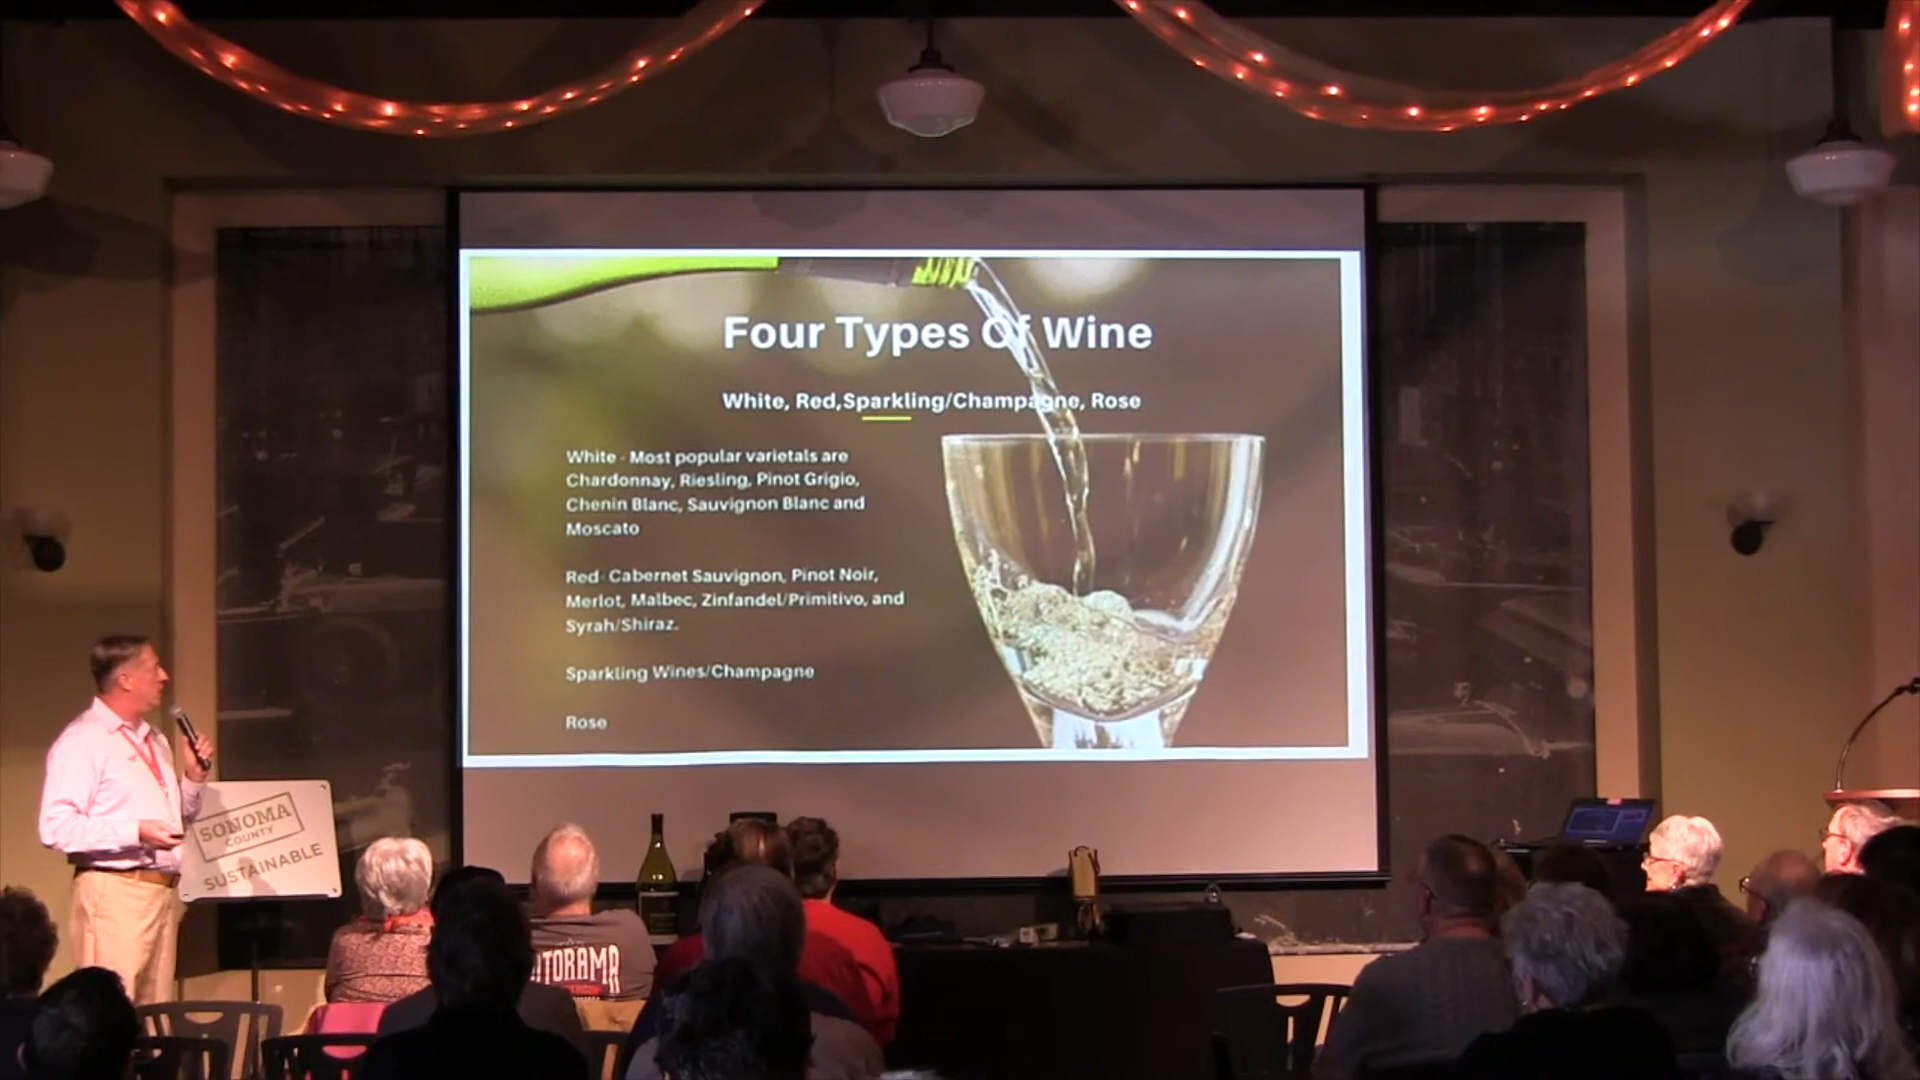 Four Types Of Wine
White, Red,Sparkling/Champagne, Rose
White - Most popular varietals are
Chardonnay, Riesling, Pinot Grigio,
Chenin Blanc, Sauvignon Blanc and
Moscato
Red- Cabernet Sauvignon, Pinot Noir,
Merlot, Malbec, Zinfandel/Primitivo, and
Syrah/Shiraz.
Sparkling Wines/Champagne
Rose
SONOMA
COUNTY
SUSTAINABLE